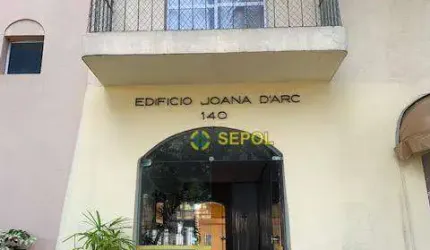 EDIFICIO JOANA D'ARC
140
SEPOL